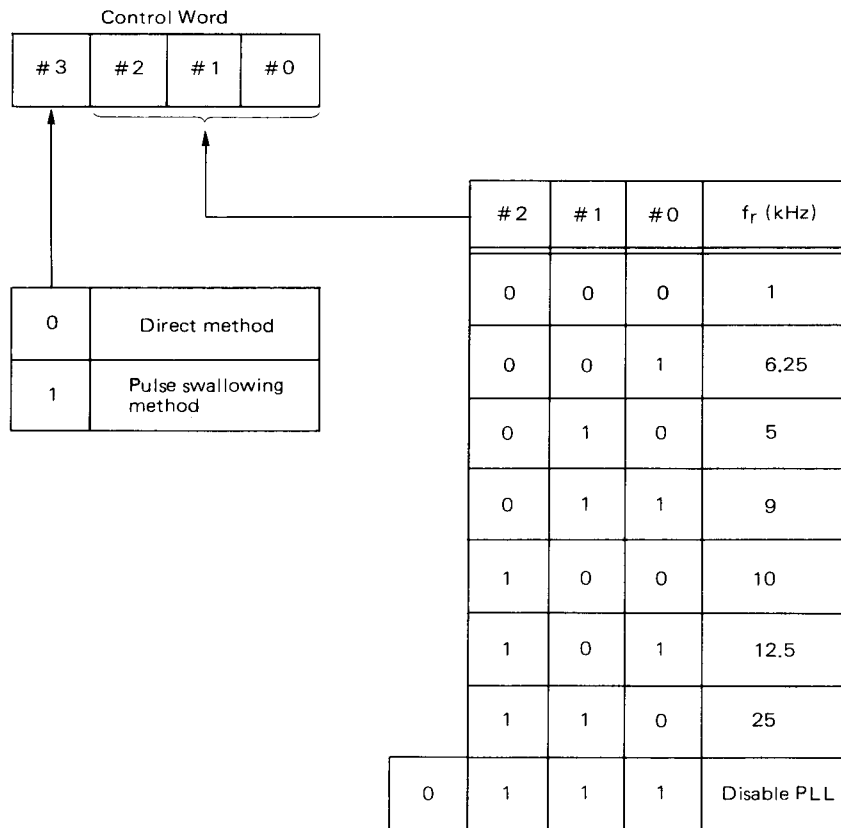 Control Word
#3 #2 #1 #0
#2 #1 #0 fr (kHz)
0 0 0 1
0 Direct method
0 0 1 6.25
1 Pulse swallowing
method
0 1 0 5
0 1 1 9
1 0 0 10
1 0 1 12.5
1 1 0 25
0 1 1 1 Disable PLL